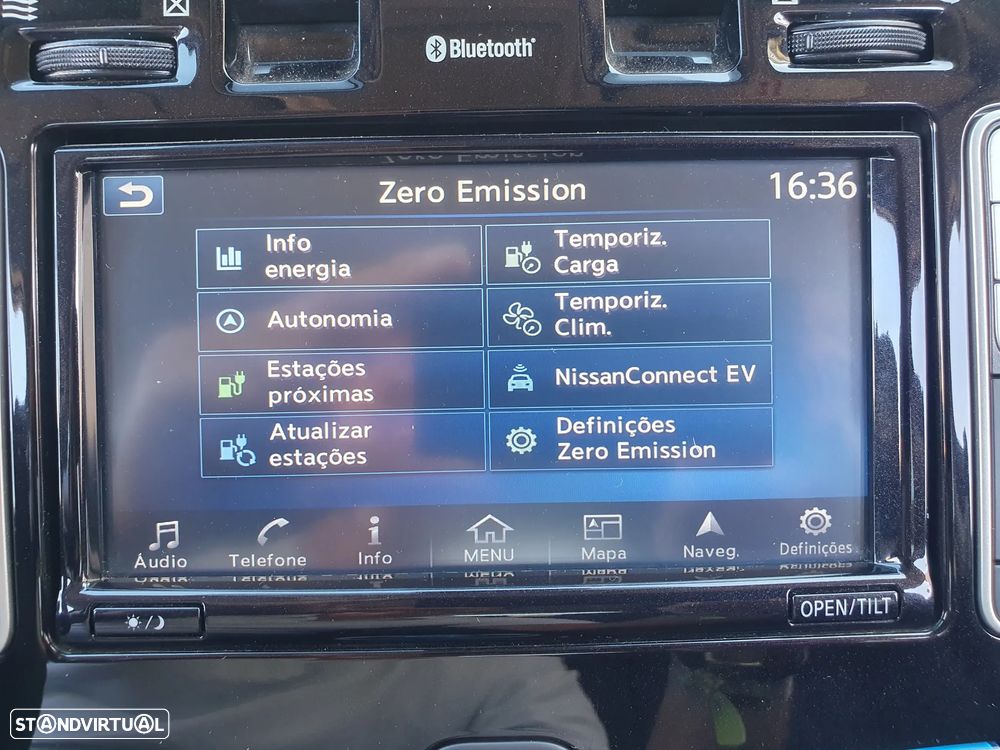 Bluetooth®
Zero Emission
16:36
Info
energia
Temporiz.
Carga
Autonomia
Temporiz.
Clim.
Estações
próximas
NissanConnect EV
Atualizar
estações
Definições
Zero Emission
Áudio
Telefone
Info
MENU
Mapa
Naveg.
Definições
OPEN/TILT
STANDVIRTUAL